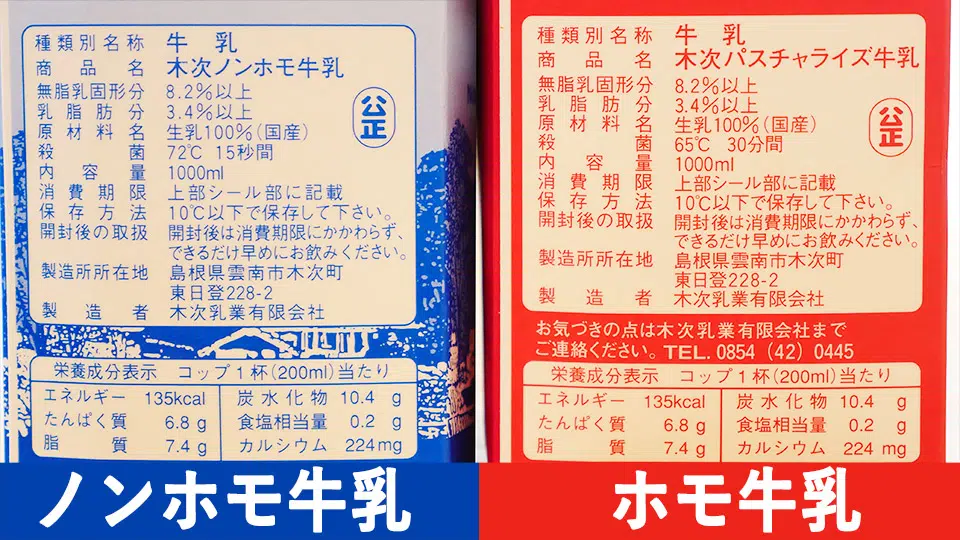 種類別名称 牛乳
商品名 木次ノンホモ牛乳
無脂乳固形分 8.2%以上
乳脂肪分 3.4%以上
原材料名 生乳100%(国産)
殺菌 72℃ 15秒間
内容量 1000ml
消費期限 上部シール部に記載
保存方法 10℃以下で保存して下さい。
開封後の取扱 開封後は消費期限にかかわらず、
できるだけ早めにお飲みください。
製造所所在地 島根県雲南市木次町
東日登228-2
製造者 木次乳業有限会社
公正
栄養成分表示 コップ1杯(200ml)当たり
エネルギー 135kcal 炭水化物 10.4 g
たんぱく質 6.8 g 食塩相当量 0.2 g
脂質 7.4 g カルシウム 224mg
ノンホモ牛乳
種類別名称 牛乳
商品名 木次パスチャライズ牛乳
無脂乳固形分 8.2%以上
乳脂肪分 3.4%以上
原材料名 生乳100%(国産)
殺菌 65℃ 30分間
内容量 1000ml
消費期限 上部シール部に記載
保存方法 10℃以下で保存して下さい。
開封後の取扱 開封後は消費期限にかかわらず、
できるだけ早めにお飲みください。
製造所所在地 島根県雲南市木次町
東日登228-2
製造者 木次乳業有限会社
公正
お気づきの点は木次乳業有限会社まで
ご連絡ください。TEL. 0854 (42) 0445
栄養成分表示 コップ1杯(200ml)当たり
エネルギー 135kcal 炭水化物 10.4 g
たんぱく質 6.8 g 食塩相当量 0.2 g
脂質 7.4 g カルシウム 224 mg
ホモ牛乳